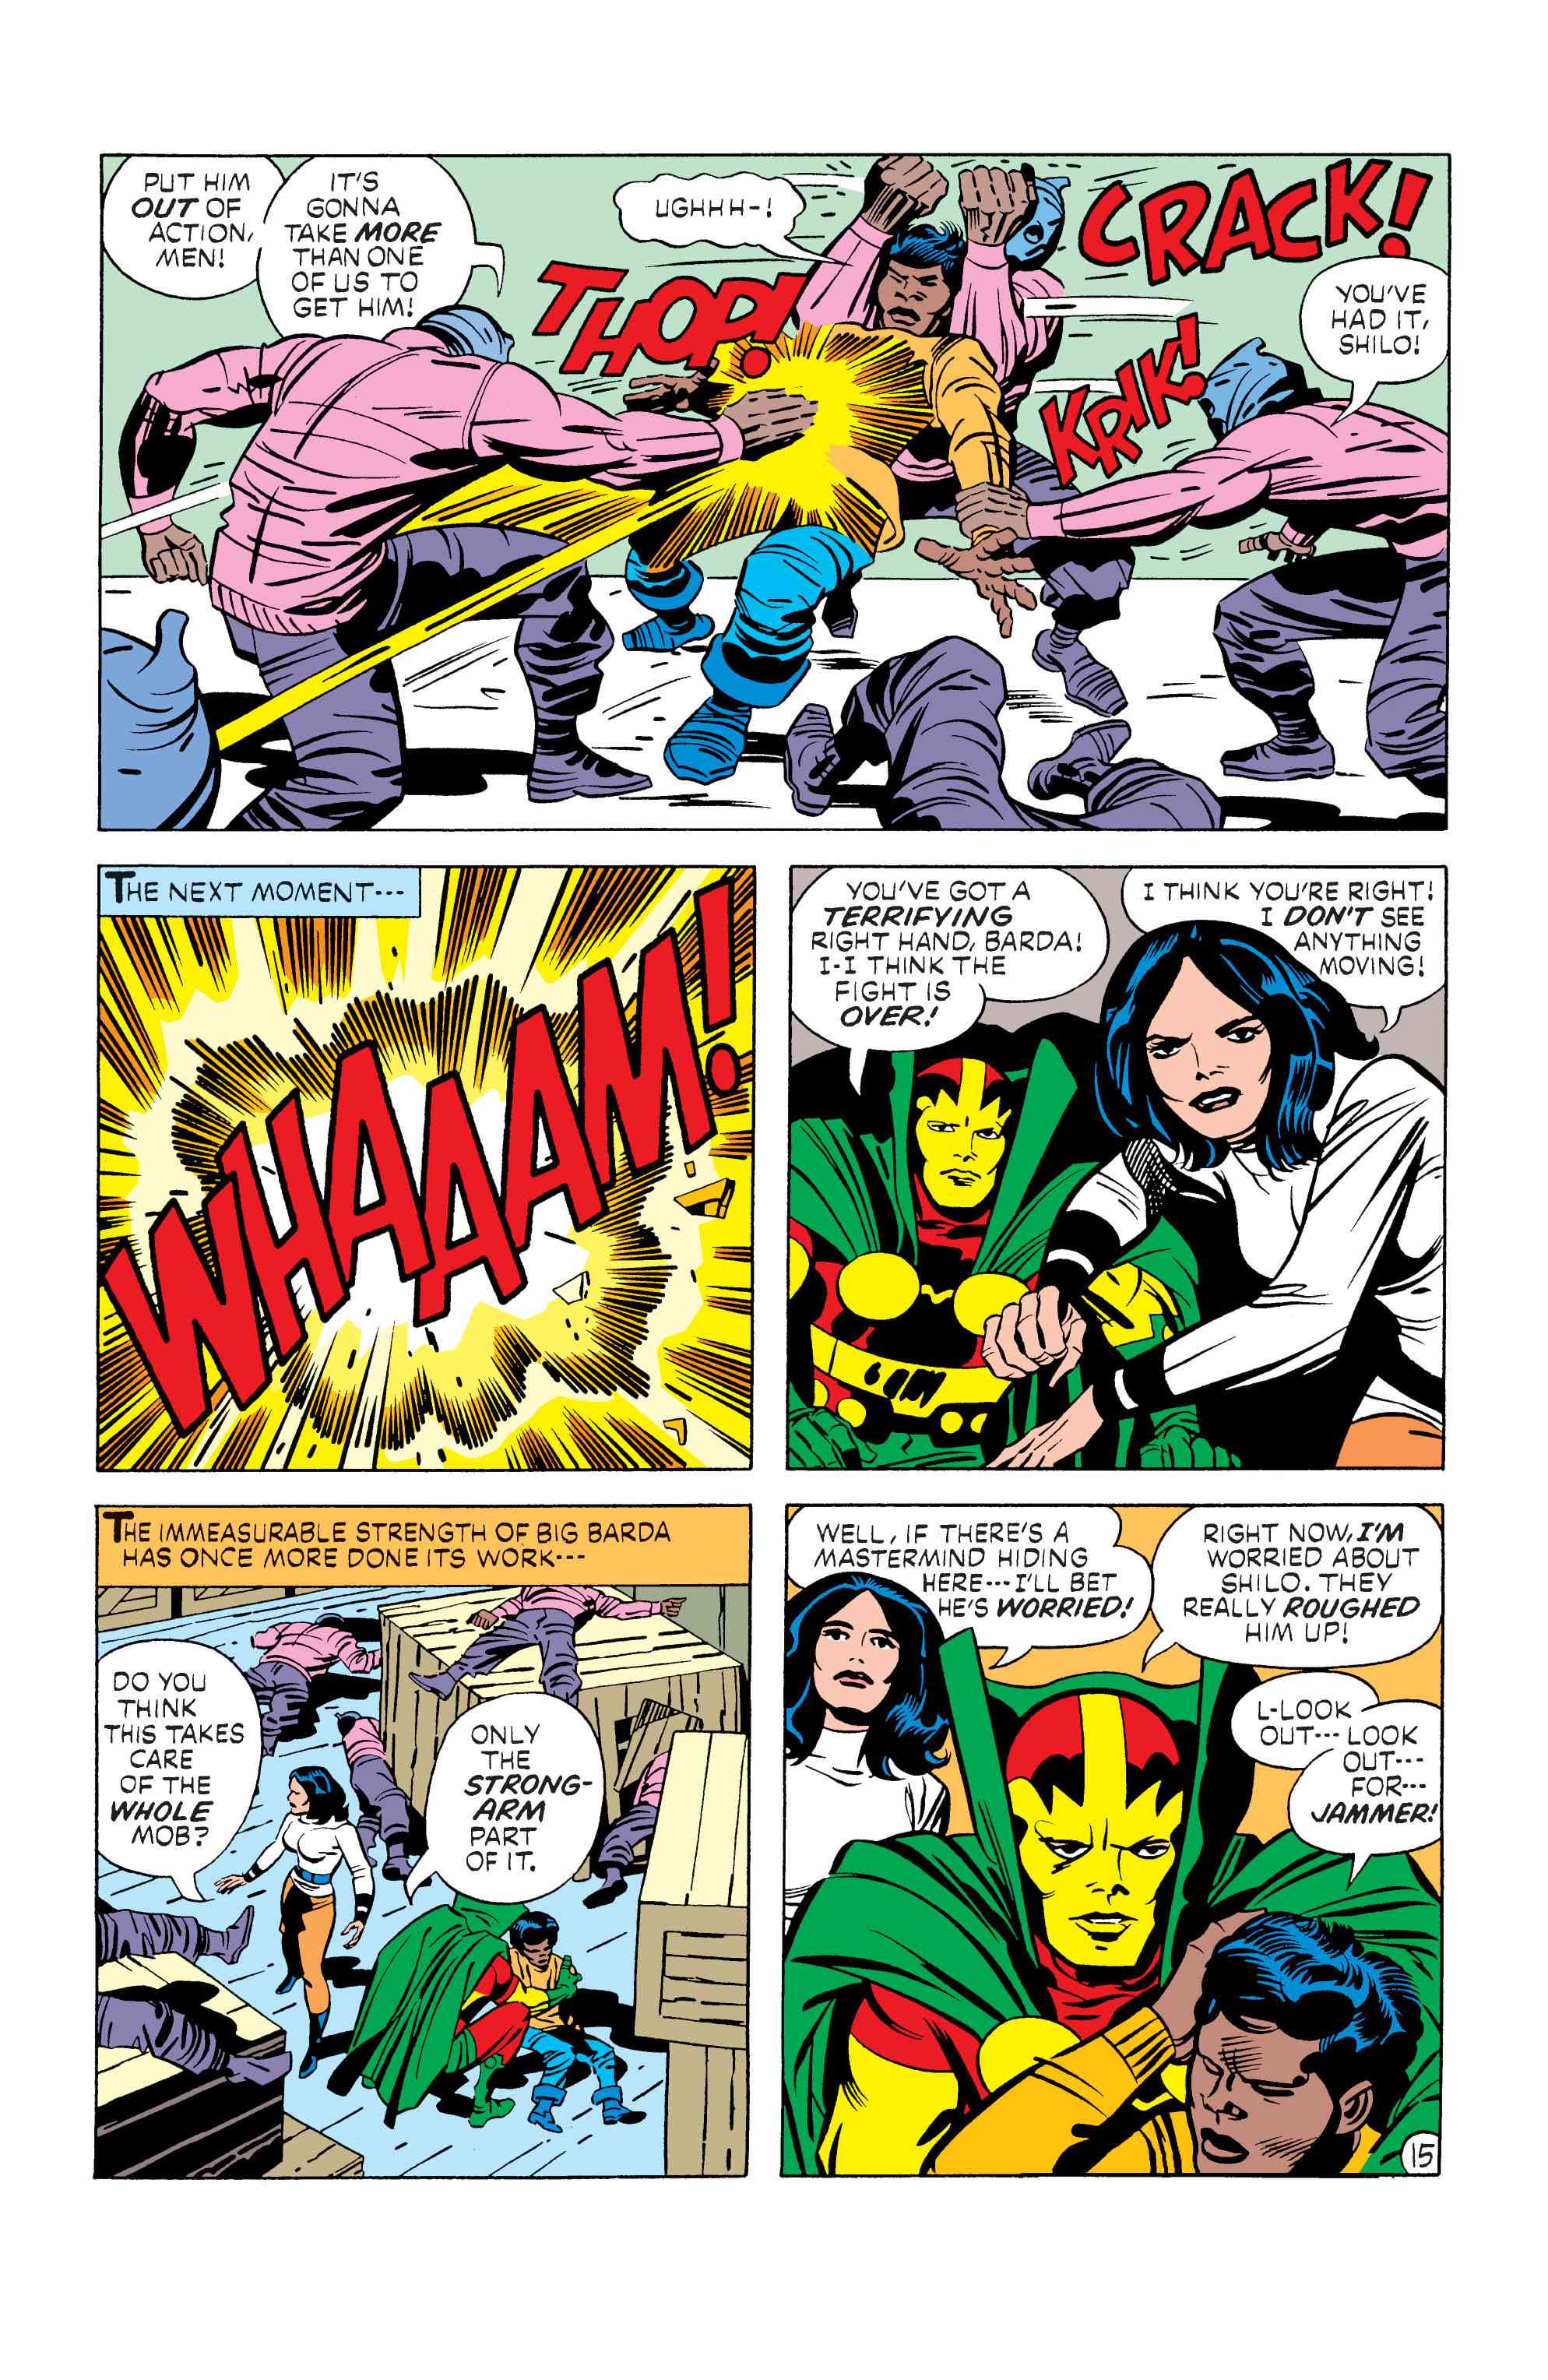 PUT HIM
OUT OF
ACTION,
MEN!
IT'S
GONNA
TAKE MORE
THAN ONE
OF US TO
GET HIM!
THOP!
UGHHH-!
CRACK!
KRIK!
YOU'VE
HAD IT,
SHILO!
THE NEXT MOMENT---
WHAAAM!
YOU'VE GOT A
TERRIFYING
RIGHT HAND, BARDA!
I-I THINK THE
FIGHT IS
OVER!
I THINK YOU'RE RIGHT!
I DON'T SEE
ANYTHING
MOVING!
THE IMMEASURABLE STRENGTH OF BIG BARDA
HAS ONCE MORE DONE ITS WORK---
DO YOU
THINK
THIS TAKES
CARE
OF THE
WHOLE
MOB?
ONLY
THE
STRONG-
ARM
PART
OF IT.
WELL, IF THERE'S A
MASTERMIND HIDING
HERE---I'LL BET
HE'S WORRIED!
RIGHT NOW, I'M
WORRIED ABOUT
SHILO. THEY
REALLY ROUGHED
HIM UP!
L-LOOK
OUT--- LOOK
OUT---
FOR---
JAMMER!
15